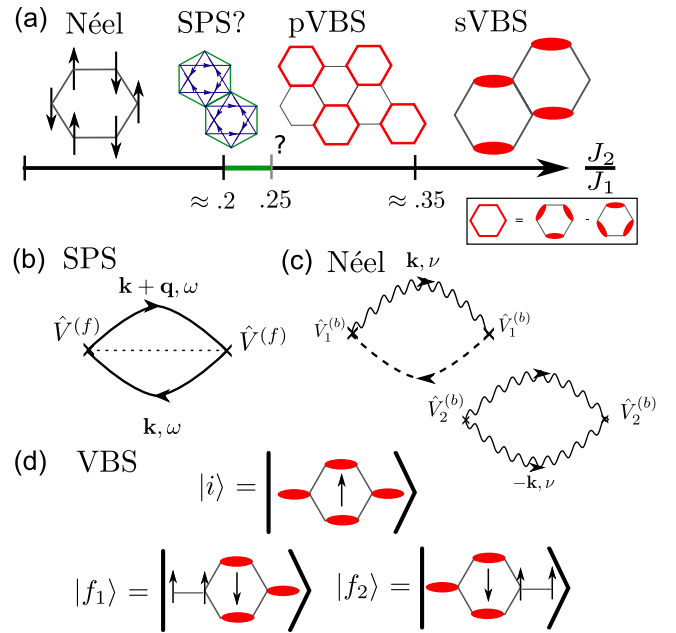 (a) Néel SPS? pVBS sVBS
?
≈ .2 .25 ≈ .35
J₂
J₁
= -
(b) SPS
k + q, ω
V̂^(f) V̂^(f)
k, ω
(c) Néel
k, ν
V̂₁^(b) V̂₁^(b)
V̂₂^(b) V̂₂^(b)
−k, ν
(d) VBS
|i⟩ =
|f₁⟩ = |f₂⟩ =